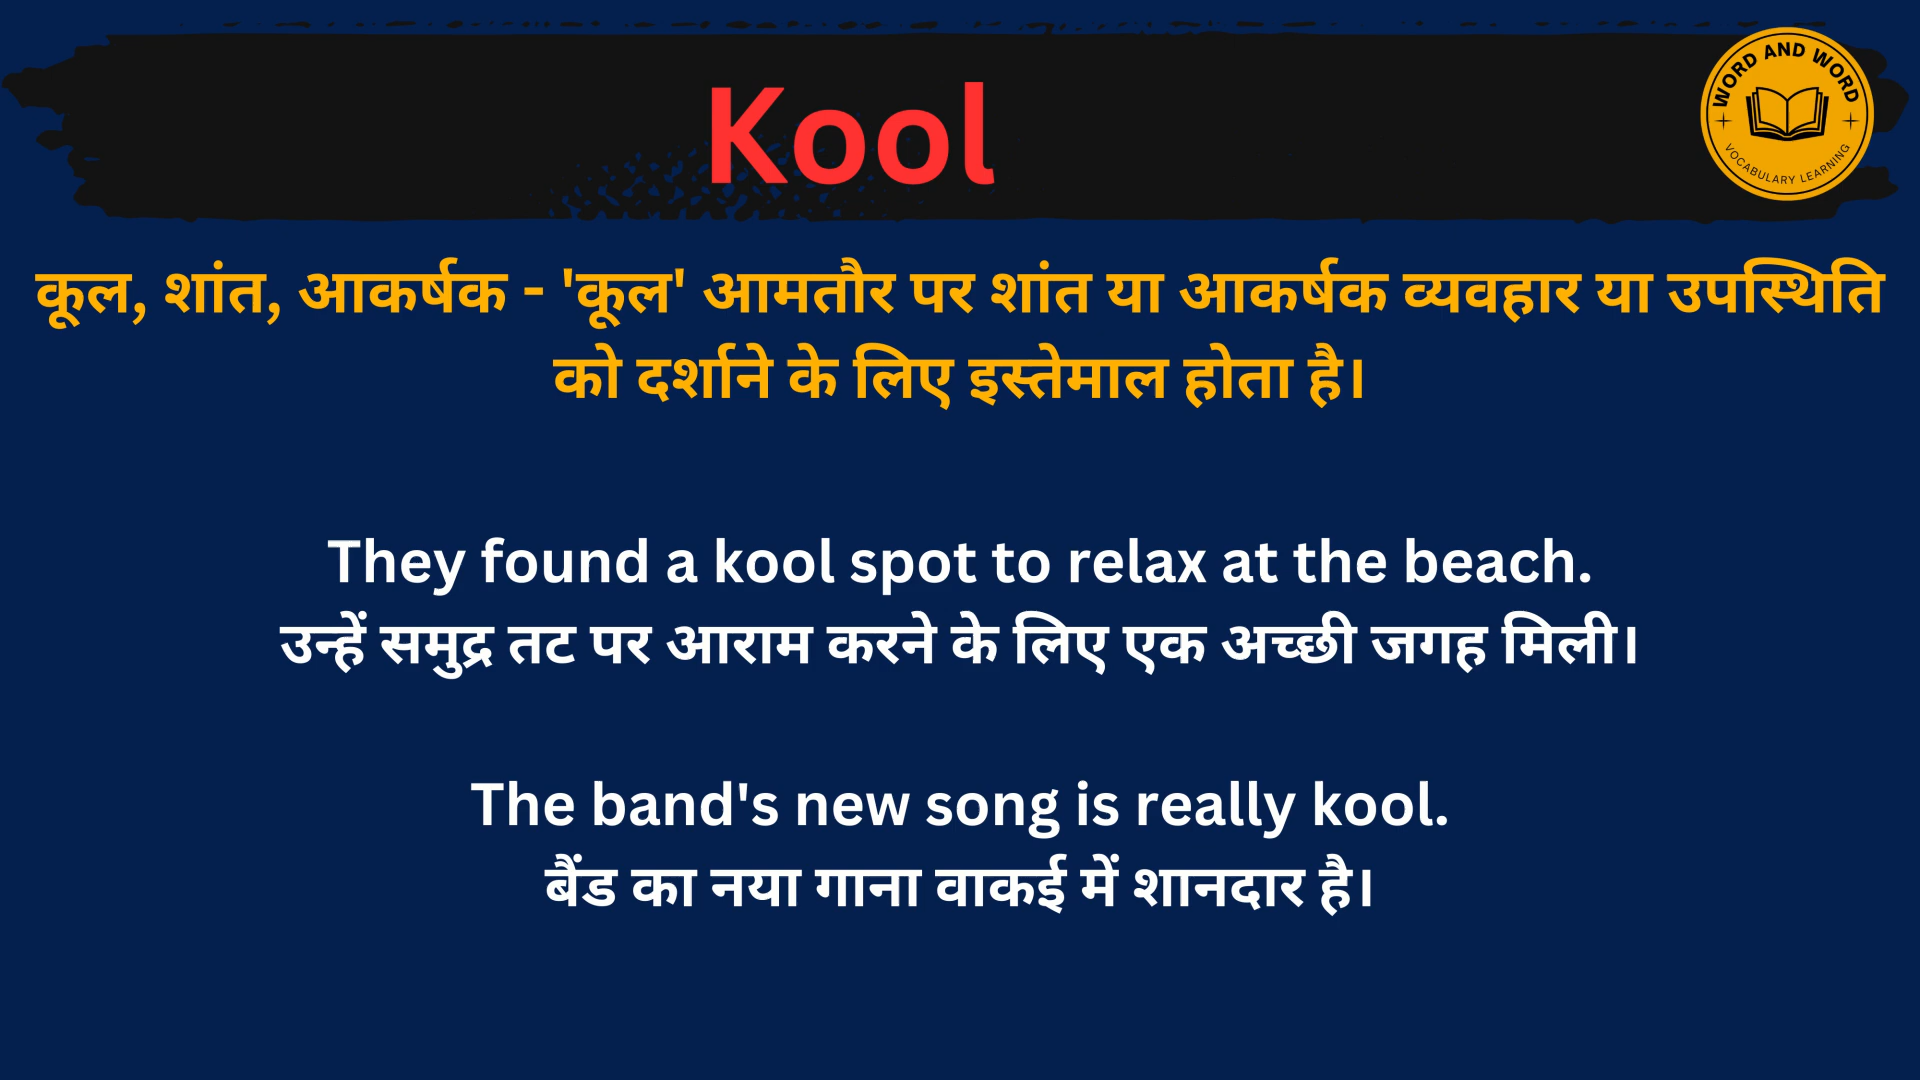 Kool
WORD AND WORD
VOCABULARY LEARNING
कूल, शांत, आकर्षक - 'कूल' आमतौर पर शांत या आकर्षक व्यवहार या उपस्थिति
को दर्शाने के लिए इस्तेमाल होता है।
They found a kool spot to relax at the beach.
उन्हें समुद्र तट पर आराम करने के लिए एक अच्छी जगह मिली।
The band's new song is really kool.
बैंड का नया गाना वाकई में शानदार है।